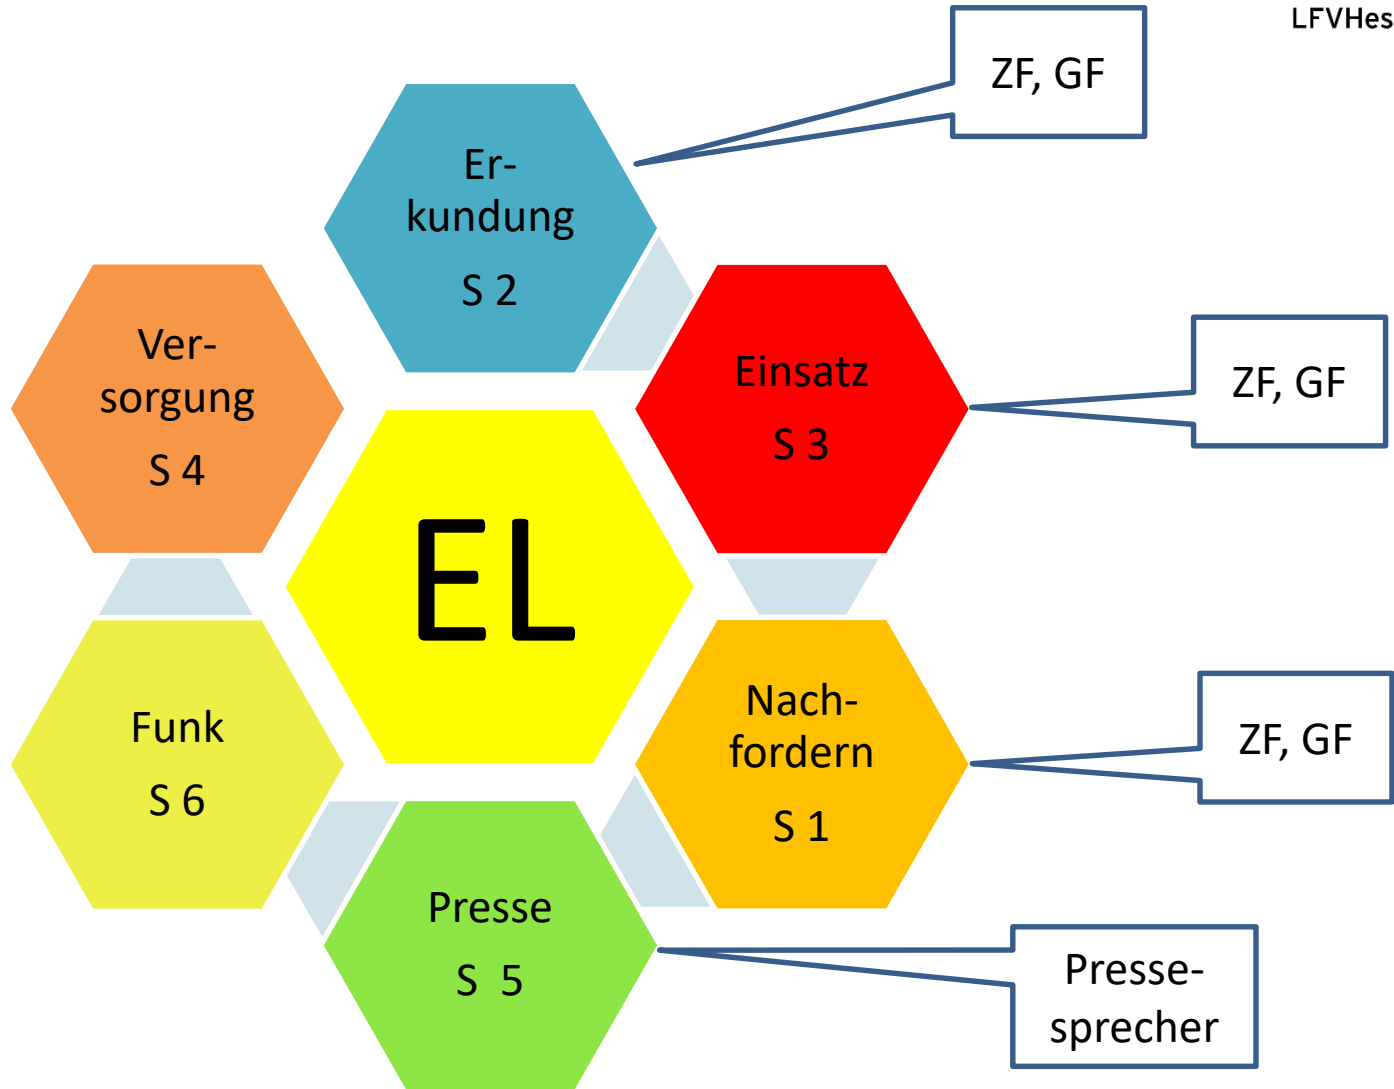 LFVHes
ZF, GF
Er-
kundung
S 2
Ver-
sorgung
S 4
Einsatz
S 3
ZF, GF
EL
Funk
S 6
Nach-
fordern
S 1
ZF, GF
Presse
S 5
Presse-
sprecher